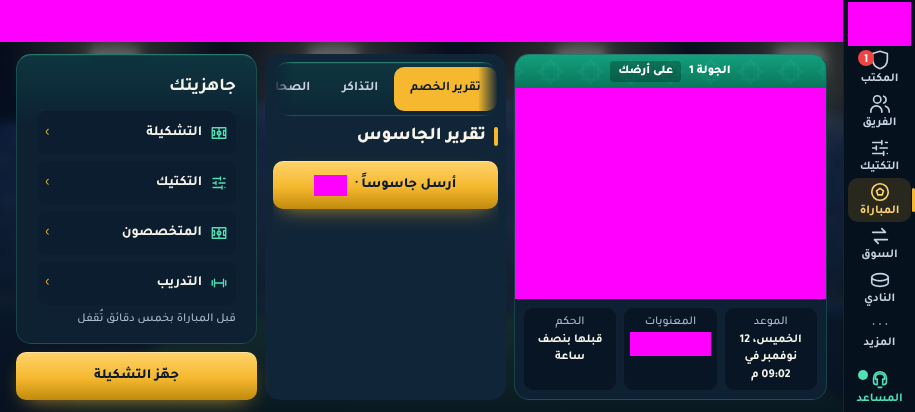 1
المكتب
الفريق
التكتيك
المباراة
السوق
النادي
...
المزيد
المساعد
الجولة 1 على أرضك
الموعد
الخميس، 12
نوفمبر في
09:02 م
المعنويات
الحكم
قبلها بنصف
ساعة
تقرير الخصم
التذاكر
الصحا
تقرير الجاسوس
أرسل جاسوساً ·
جاهزيتك
التشكيلة
التكتيك
المتخصصون
التدريب
قبل المباراة بخمس دقائق تُقفل
جهّز التشكيلة